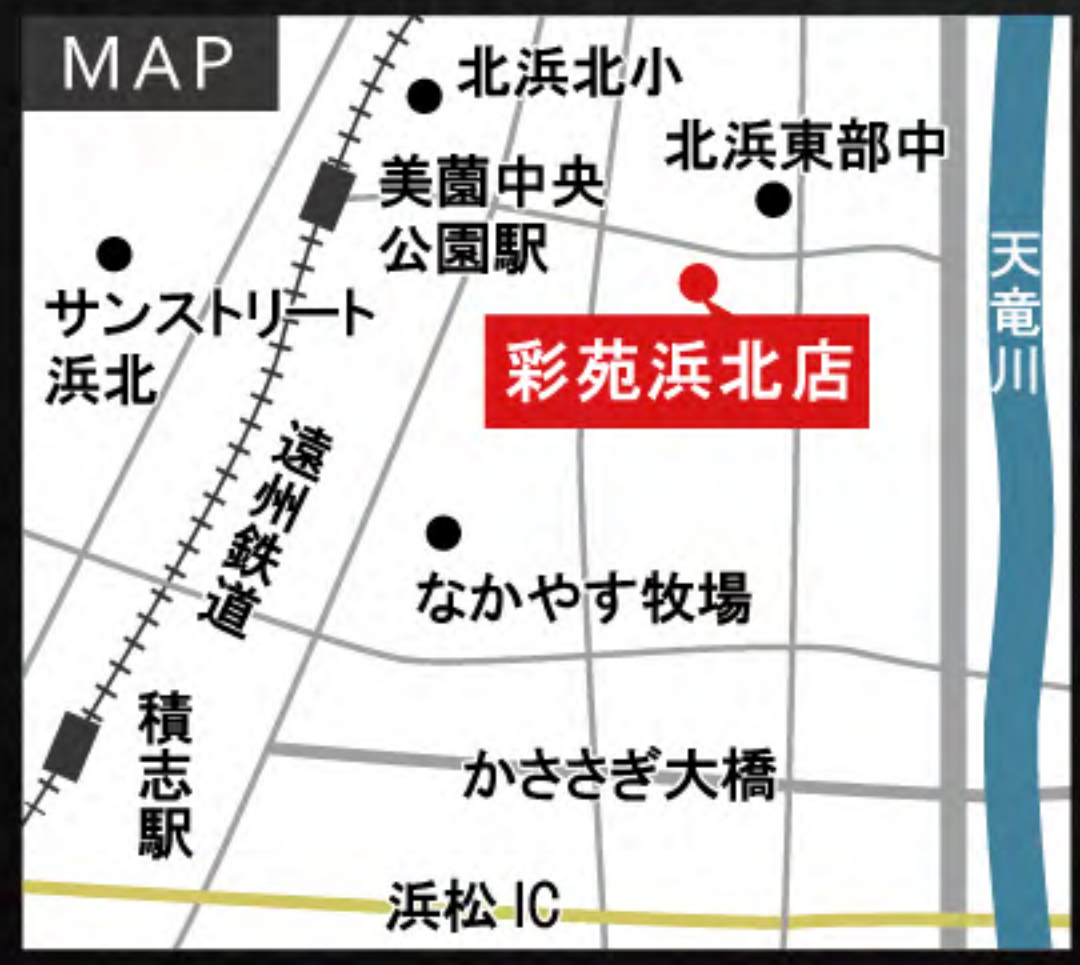 MAP
北浜北小
北浜東部中
美薗中央
公園駅
サンストリート
浜北
天竜川
彩苑浜北店
遠州鉄道
なかやす牧場
積志駅
かささぎ大橋
浜松IC